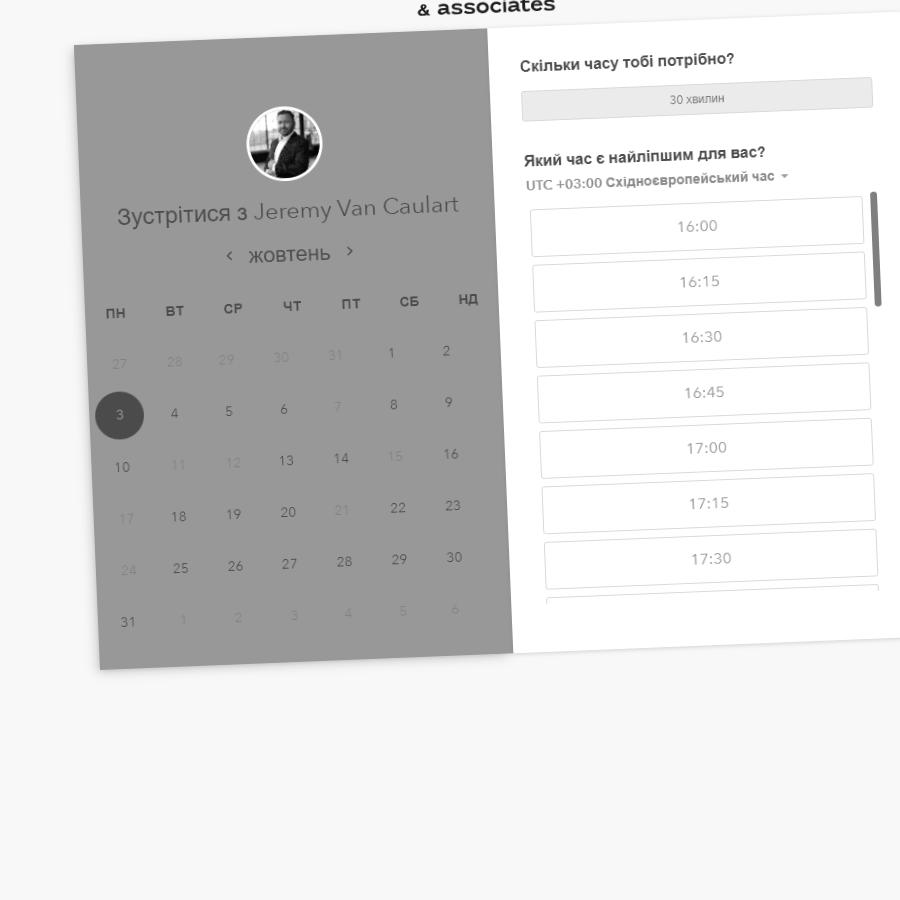 & associates
Зустрітися з Jeremy Van Caulart
‹ жовтень ›
ПН ВТ СР ЧТ ПТ СБ НД
27 28 29 30 31 1 2
3 4 5 6 7 8 9
10 11 12 13 14 15 16
17 18 19 20 21 22 23
24 25 26 27 28 29 30
31 1 2 3 4 5 6
Скільки часу тобі потрібно?
30 хвилин
Який час є найліпшим для вас?
UTC +03:00 Східноєвропейський час
16:00
16:15
16:30
16:45
17:00
17:15
17:30